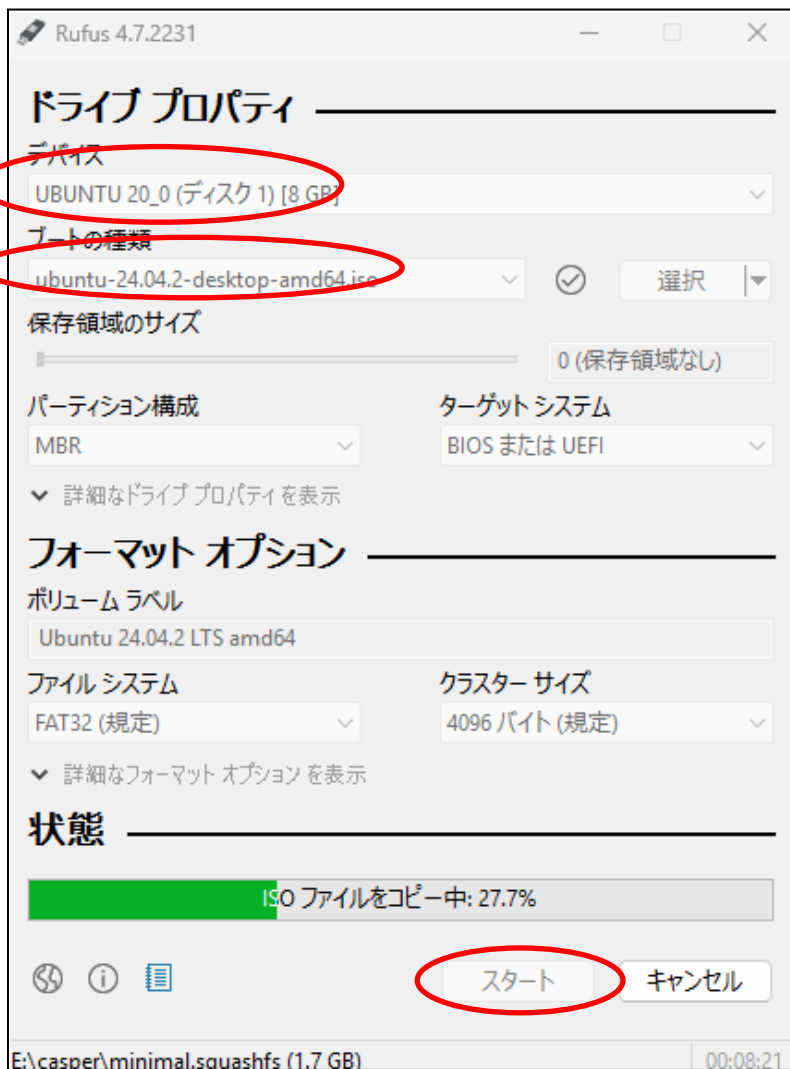 Rufus 4.7.2231
ドライブ プロパティ
デバイス
UBUNTU 20_0 (ディスク 1) [8 GB]
ブートの種類
ubuntu-24.04.2-desktop-amd64.iso
選択
保存領域のサイズ
0 (保存領域なし)
パーティション構成 ターゲット システム
MBR BIOS または UEFI
詳細なドライブ プロパティを表示
フォーマット オプション
ボリューム ラベル
Ubuntu 24.04.2 LTS amd64
ファイル システム クラスター サイズ
FAT32 (規定) 4096 バイト (規定)
詳細なフォーマット オプション を表示
状態
ISO ファイルをコピー中: 27.7%
スタート キャンセル
E:\casper\minimal.squashfs (1.7 GB) 00:08:21